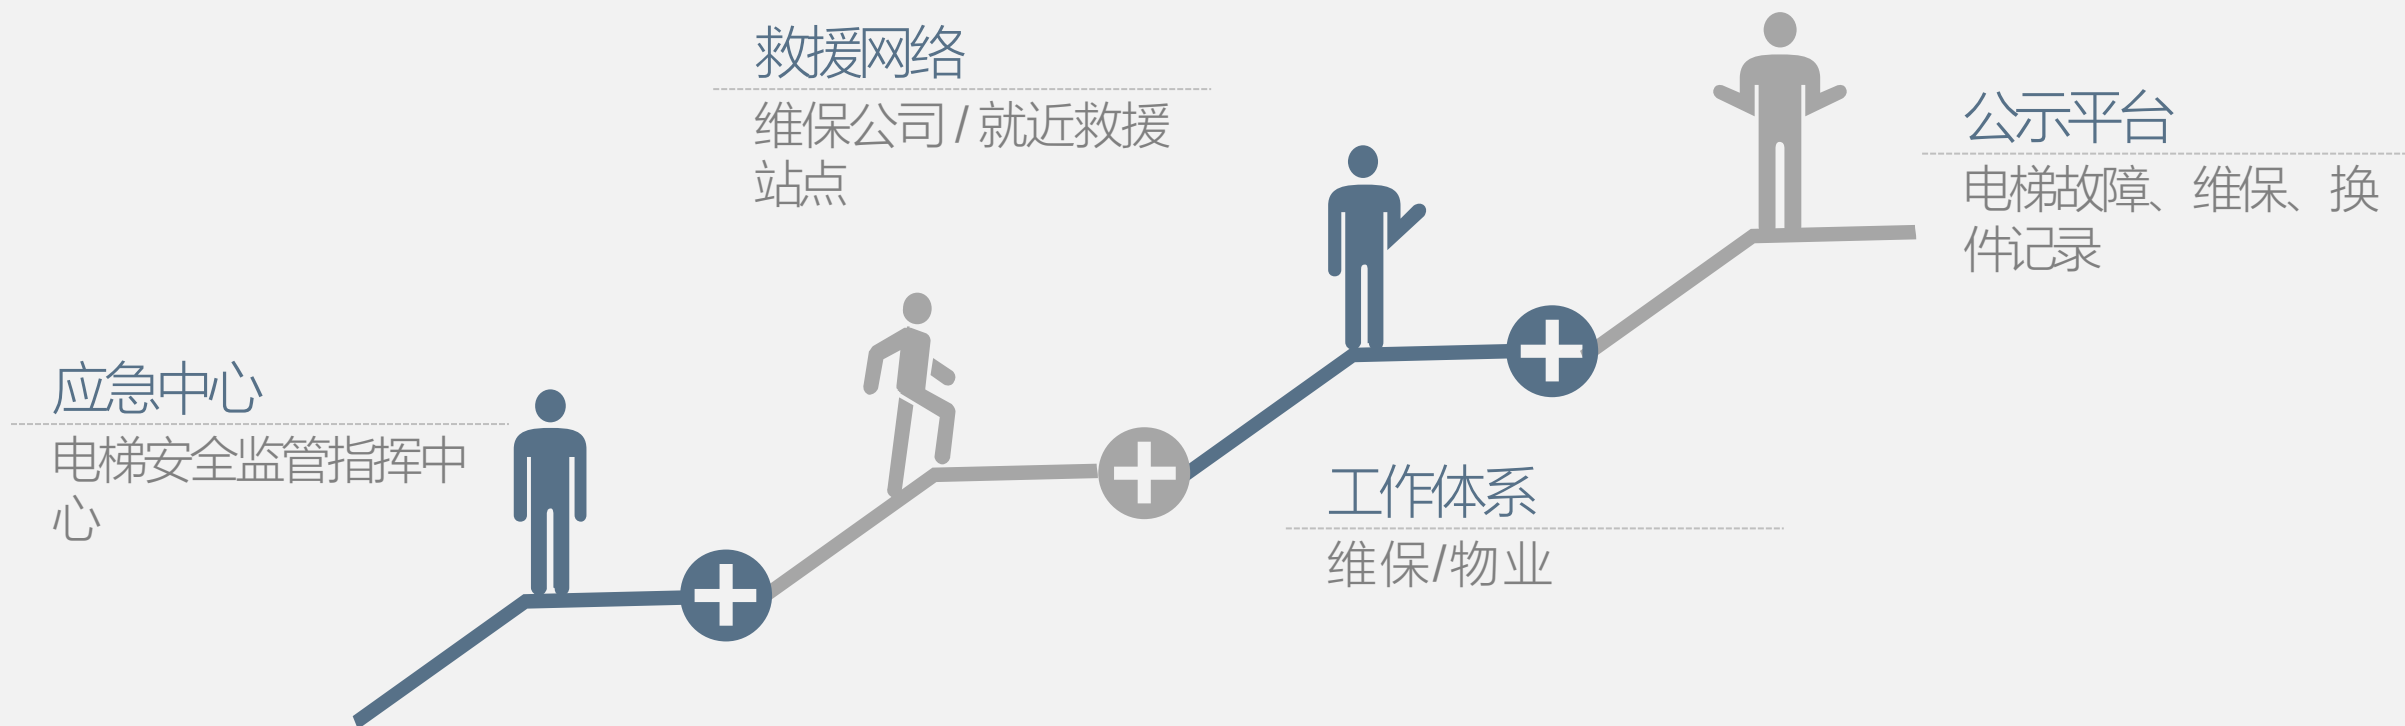 应急中心
电梯安全监管指挥中
心
救援网络
维保公司 / 就近救援
站点
工作体系
维保/物业
公示平台
电梯故障、维保、换
件记录